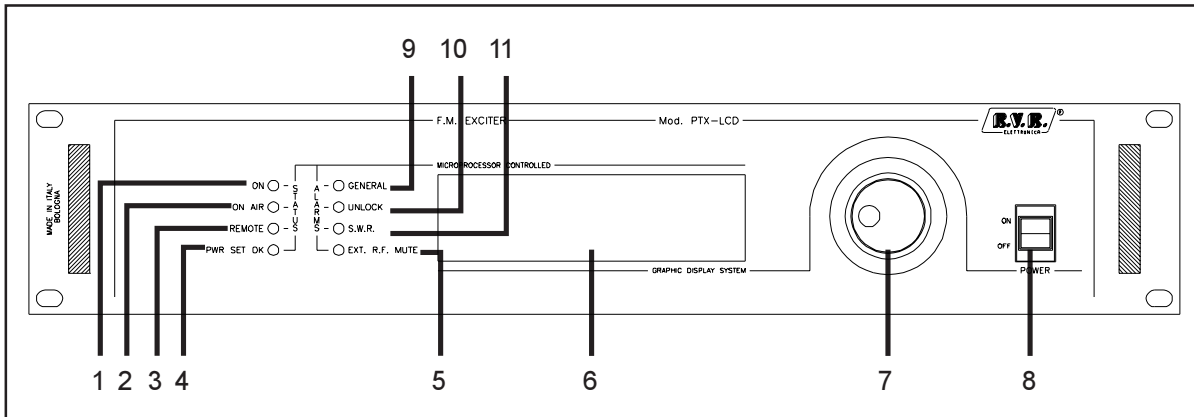 9 10 11
F.M. EXCITER
Mod. PTX-LCD
R.V.R.®
ELETTRONICA
MICROPROCESSOR CONTROLLED
MADE IN ITALY
BOLOGNA
ON
ON AIR
REMOTE
PWR SET OK
STATUS
ALARMS
GENERAL
UNLOCK
S.W.R.
EXT. R.F. MUTE
GRAPHIC DISPLAY SYSTEM
ON
OFF
POWER
1 2 3 4 5 6 7 8